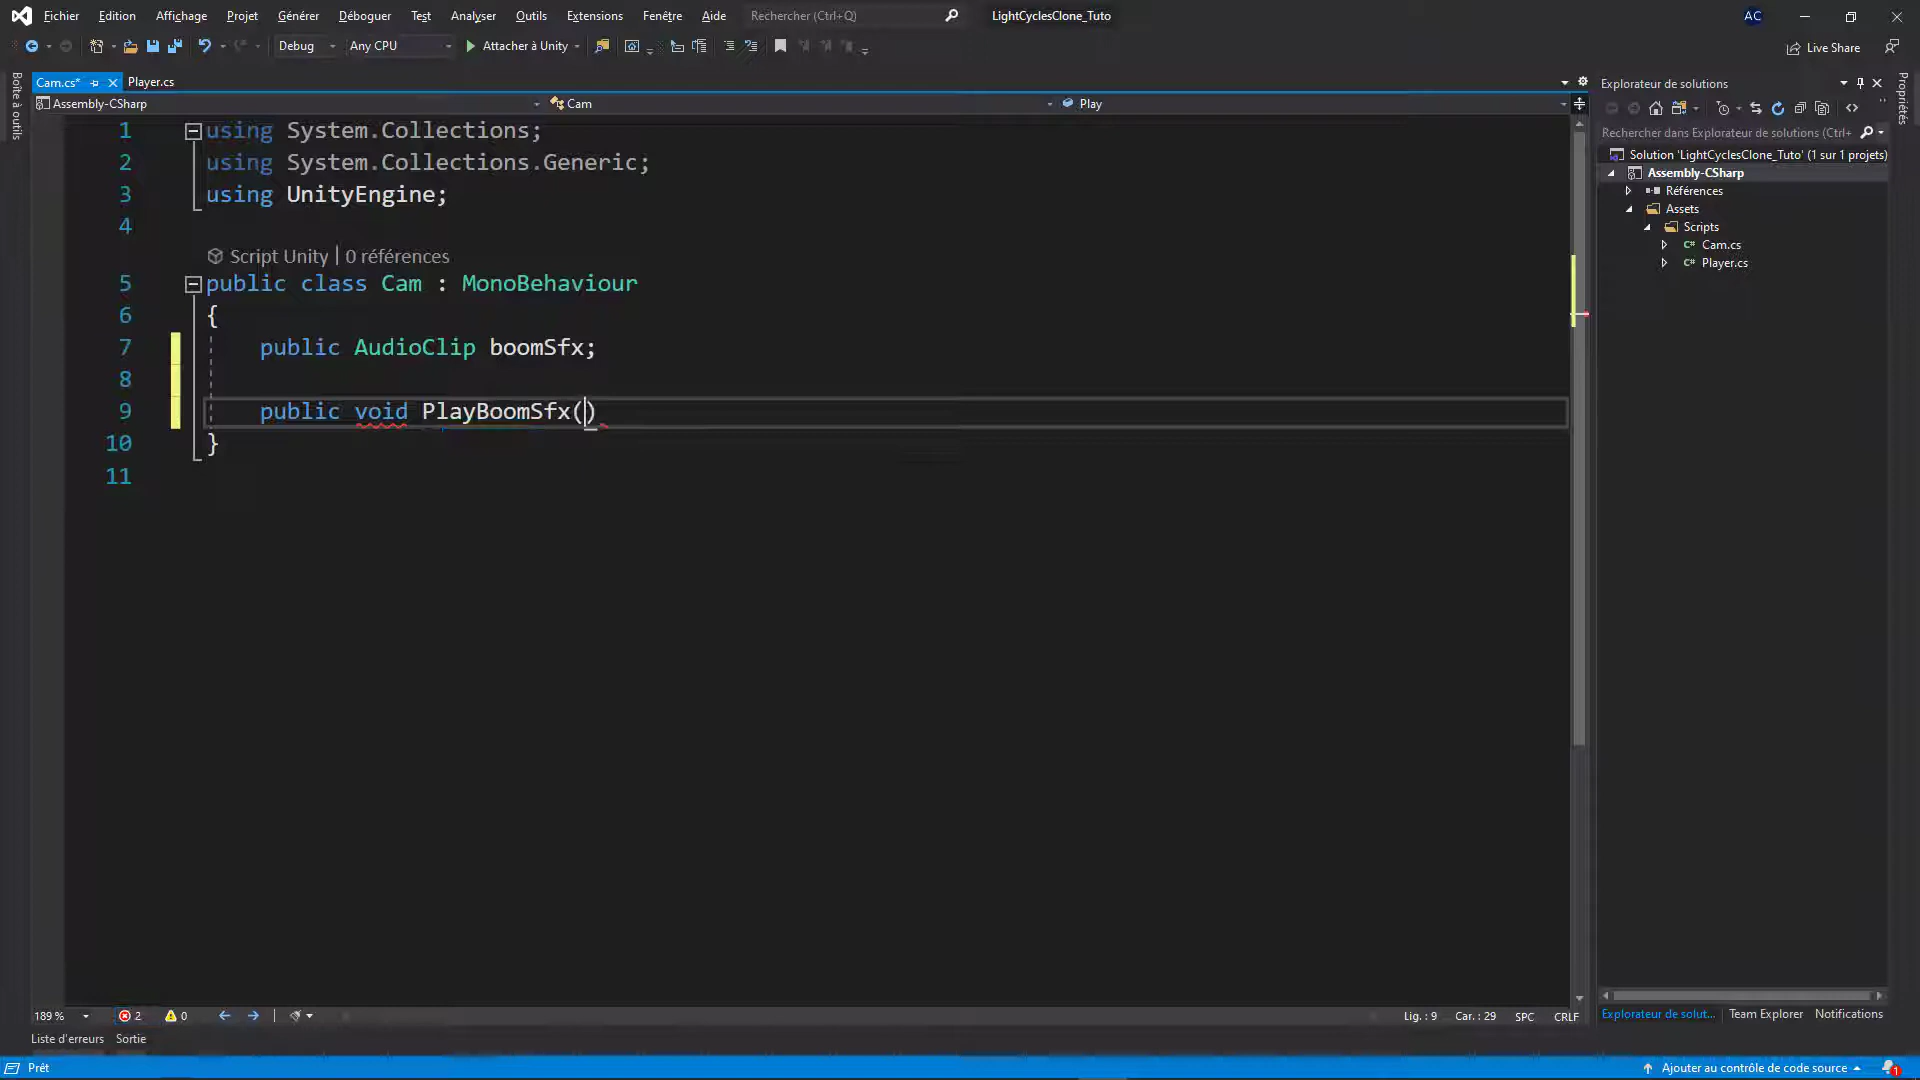 Fichier Edition Affichage Projet Générer Déboguer Test Analyser Outils Extensions Fenêtre Aide Rechercher (Ctrl+Q) LightCyclesClone_Tuto AC
Debug Any CPU Attacher à Unity Live Share
Boîte à outils
Cam.cs* Player.cs
Assembly-CSharp Cam Play
1 using System.Collections;
2 using System.Collections.Generic;
3 using UnityEngine;
4
Script Unity | 0 références
5 public class Cam : MonoBehaviour
6 {
7 public AudioClip boomSfx;
8
9 public void PlayBoomSfx()
10 }
11
189 % 2 0 Lig. : 9 Car. : 29 SPC CRLF
Liste d'erreurs Sortie
Explorateur de solutions
Rechercher dans Explorateur de solutions (Ctrl+
Solution 'LightCyclesClone_Tuto' (1 sur 1 projets)
Assembly-CSharp
Références
Assets
Scripts
Cam.cs
Player.cs
Explorateur de solut... Team Explorer Notifications
Propriétés
Prêt Ajouter au contrôle de code source 1